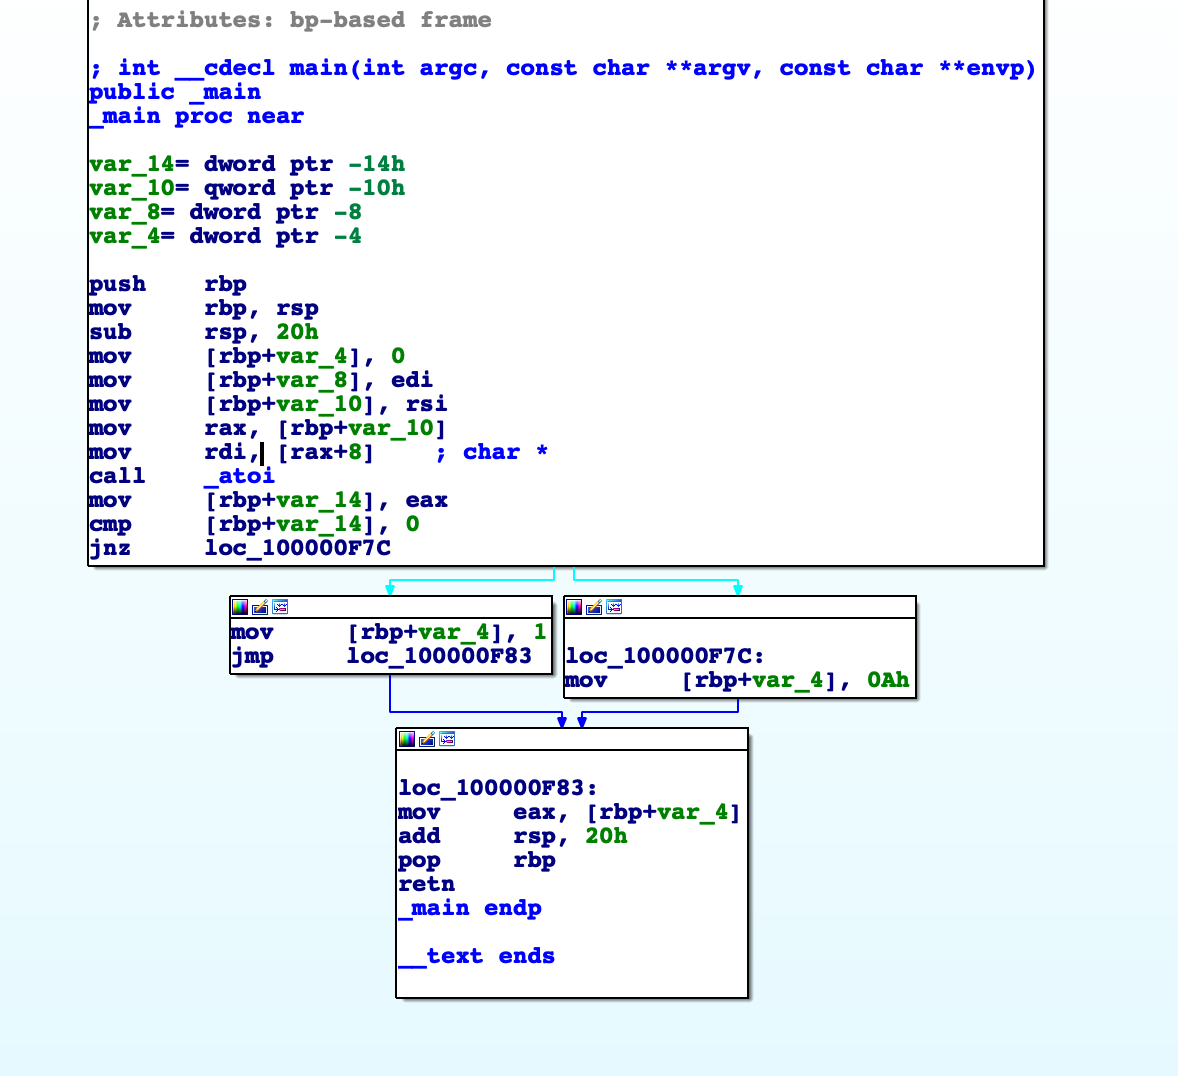 ; Attributes: bp-based frame
; int __cdecl main(int argc, const char **argv, const char **envp)
public _main
_main proc near
var_14= dword ptr -14h
var_10= qword ptr -10h
var_8= dword ptr -8
var_4= dword ptr -4
push    rbp
mov     rbp, rsp
sub     rsp, 20h
mov     [rbp+var_4], 0
mov     [rbp+var_8], edi
mov     [rbp+var_10], rsi
mov     rax, [rbp+var_10]
mov     rdi, [rax+8]    ; char *
call    _atoi
mov     [rbp+var_14], eax
cmp     [rbp+var_14], 0
jnz     loc_100000F7C
mov     [rbp+var_4], 1
jmp     loc_100000F83
loc_100000F7C:
mov     [rbp+var_4], 0Ah
loc_100000F83:
mov     eax, [rbp+var_4]
add     rsp, 20h
pop     rbp
retn
_main endp
__text ends